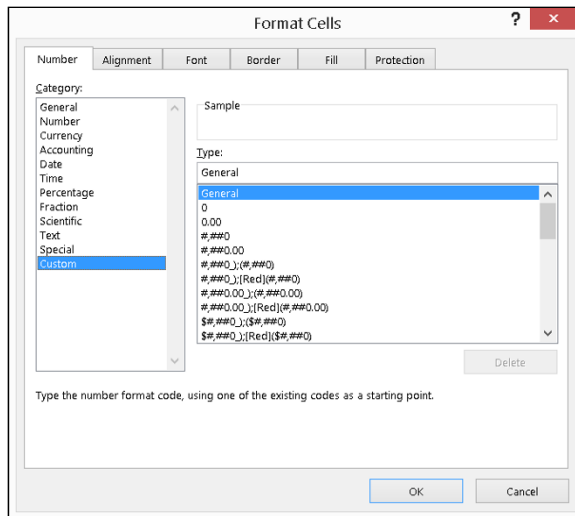 Format Cells
?
Number Alignment Font Border Fill Protection
Category:
General
Number
Currency
Accounting
Date
Time
Percentage
Fraction
Scientific
Text
Special
Custom
Sample
Type:
General
General
0
0.00
#,##0
#,##0.00
#,##0_);(#,##0)
#,##0_);[Red](#,##0)
#,##0.00_);(#,##0.00)
#,##0.00_);[Red](#,##0.00)
$#,##0_);($#,##0)
$#,##0_);[Red]($#,##0)
Delete
Type the number format code, using one of the existing codes as a starting point.
OK Cancel